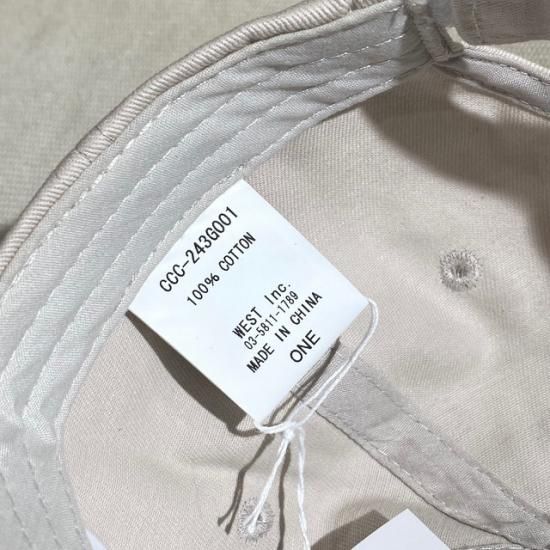 CCC-243G001
100% COTTON
WEST Inc.
03-5811-1789
MADE IN CHINA
ONE